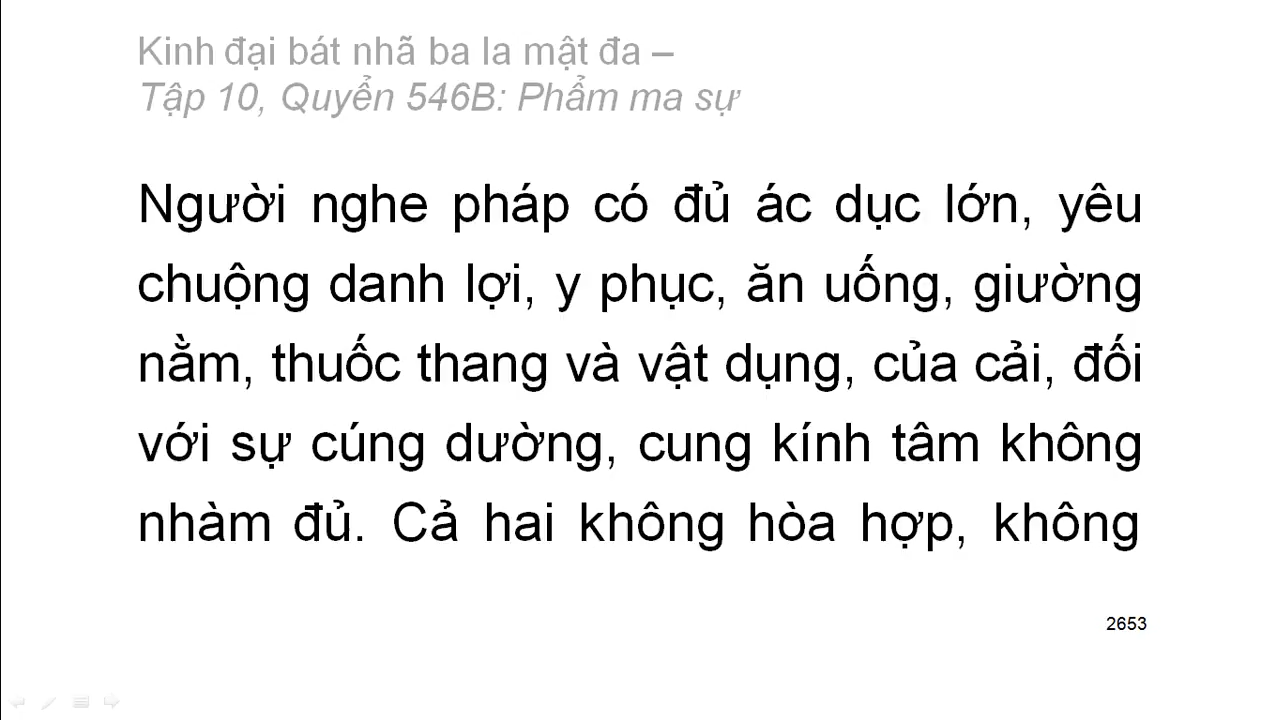 Kinh đại bát nhã ba la mật đa –
Tập 10, Quyển 546B: Phẩm ma sự
Người nghe pháp có đủ ác dục lớn, yêu
chuộng danh lợi, y phục, ăn uống, giường
nằm, thuốc thang và vật dụng, của cải, đối
với sự cúng dường, cung kính tâm không
nhàm đủ. Cả hai không hòa hợp, không
2653